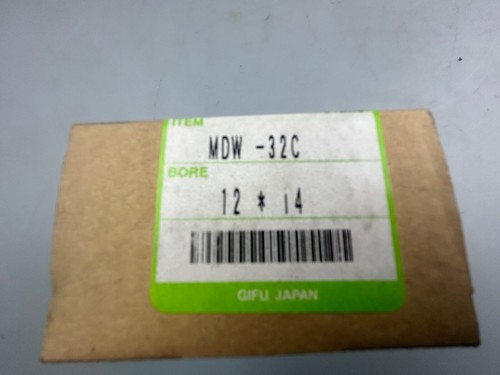 ITEM
MDW -32C
BORE
12 * 14
GIFU, JAPAN